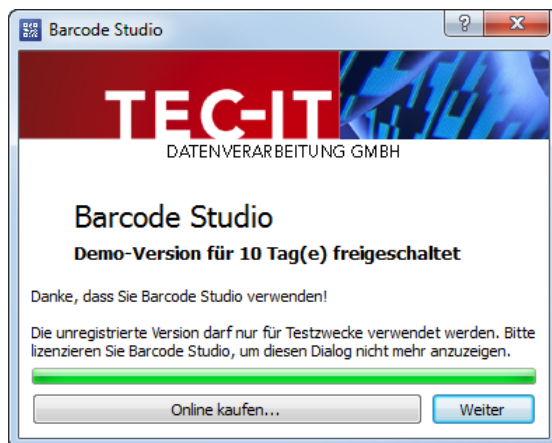 Barcode Studio
TEC-IT
DATENVERARBEITUNG GMBH
Barcode Studio
Demo-Version für 10 Tag(e) freigeschaltet
Danke, dass Sie Barcode Studio verwenden!
Die unregistrierte Version darf nur für Testzwecke verwendet werden. Bitte
lizenzieren Sie Barcode Studio, um diesen Dialog nicht mehr anzuzeigen.
Online kaufen...
Weiter